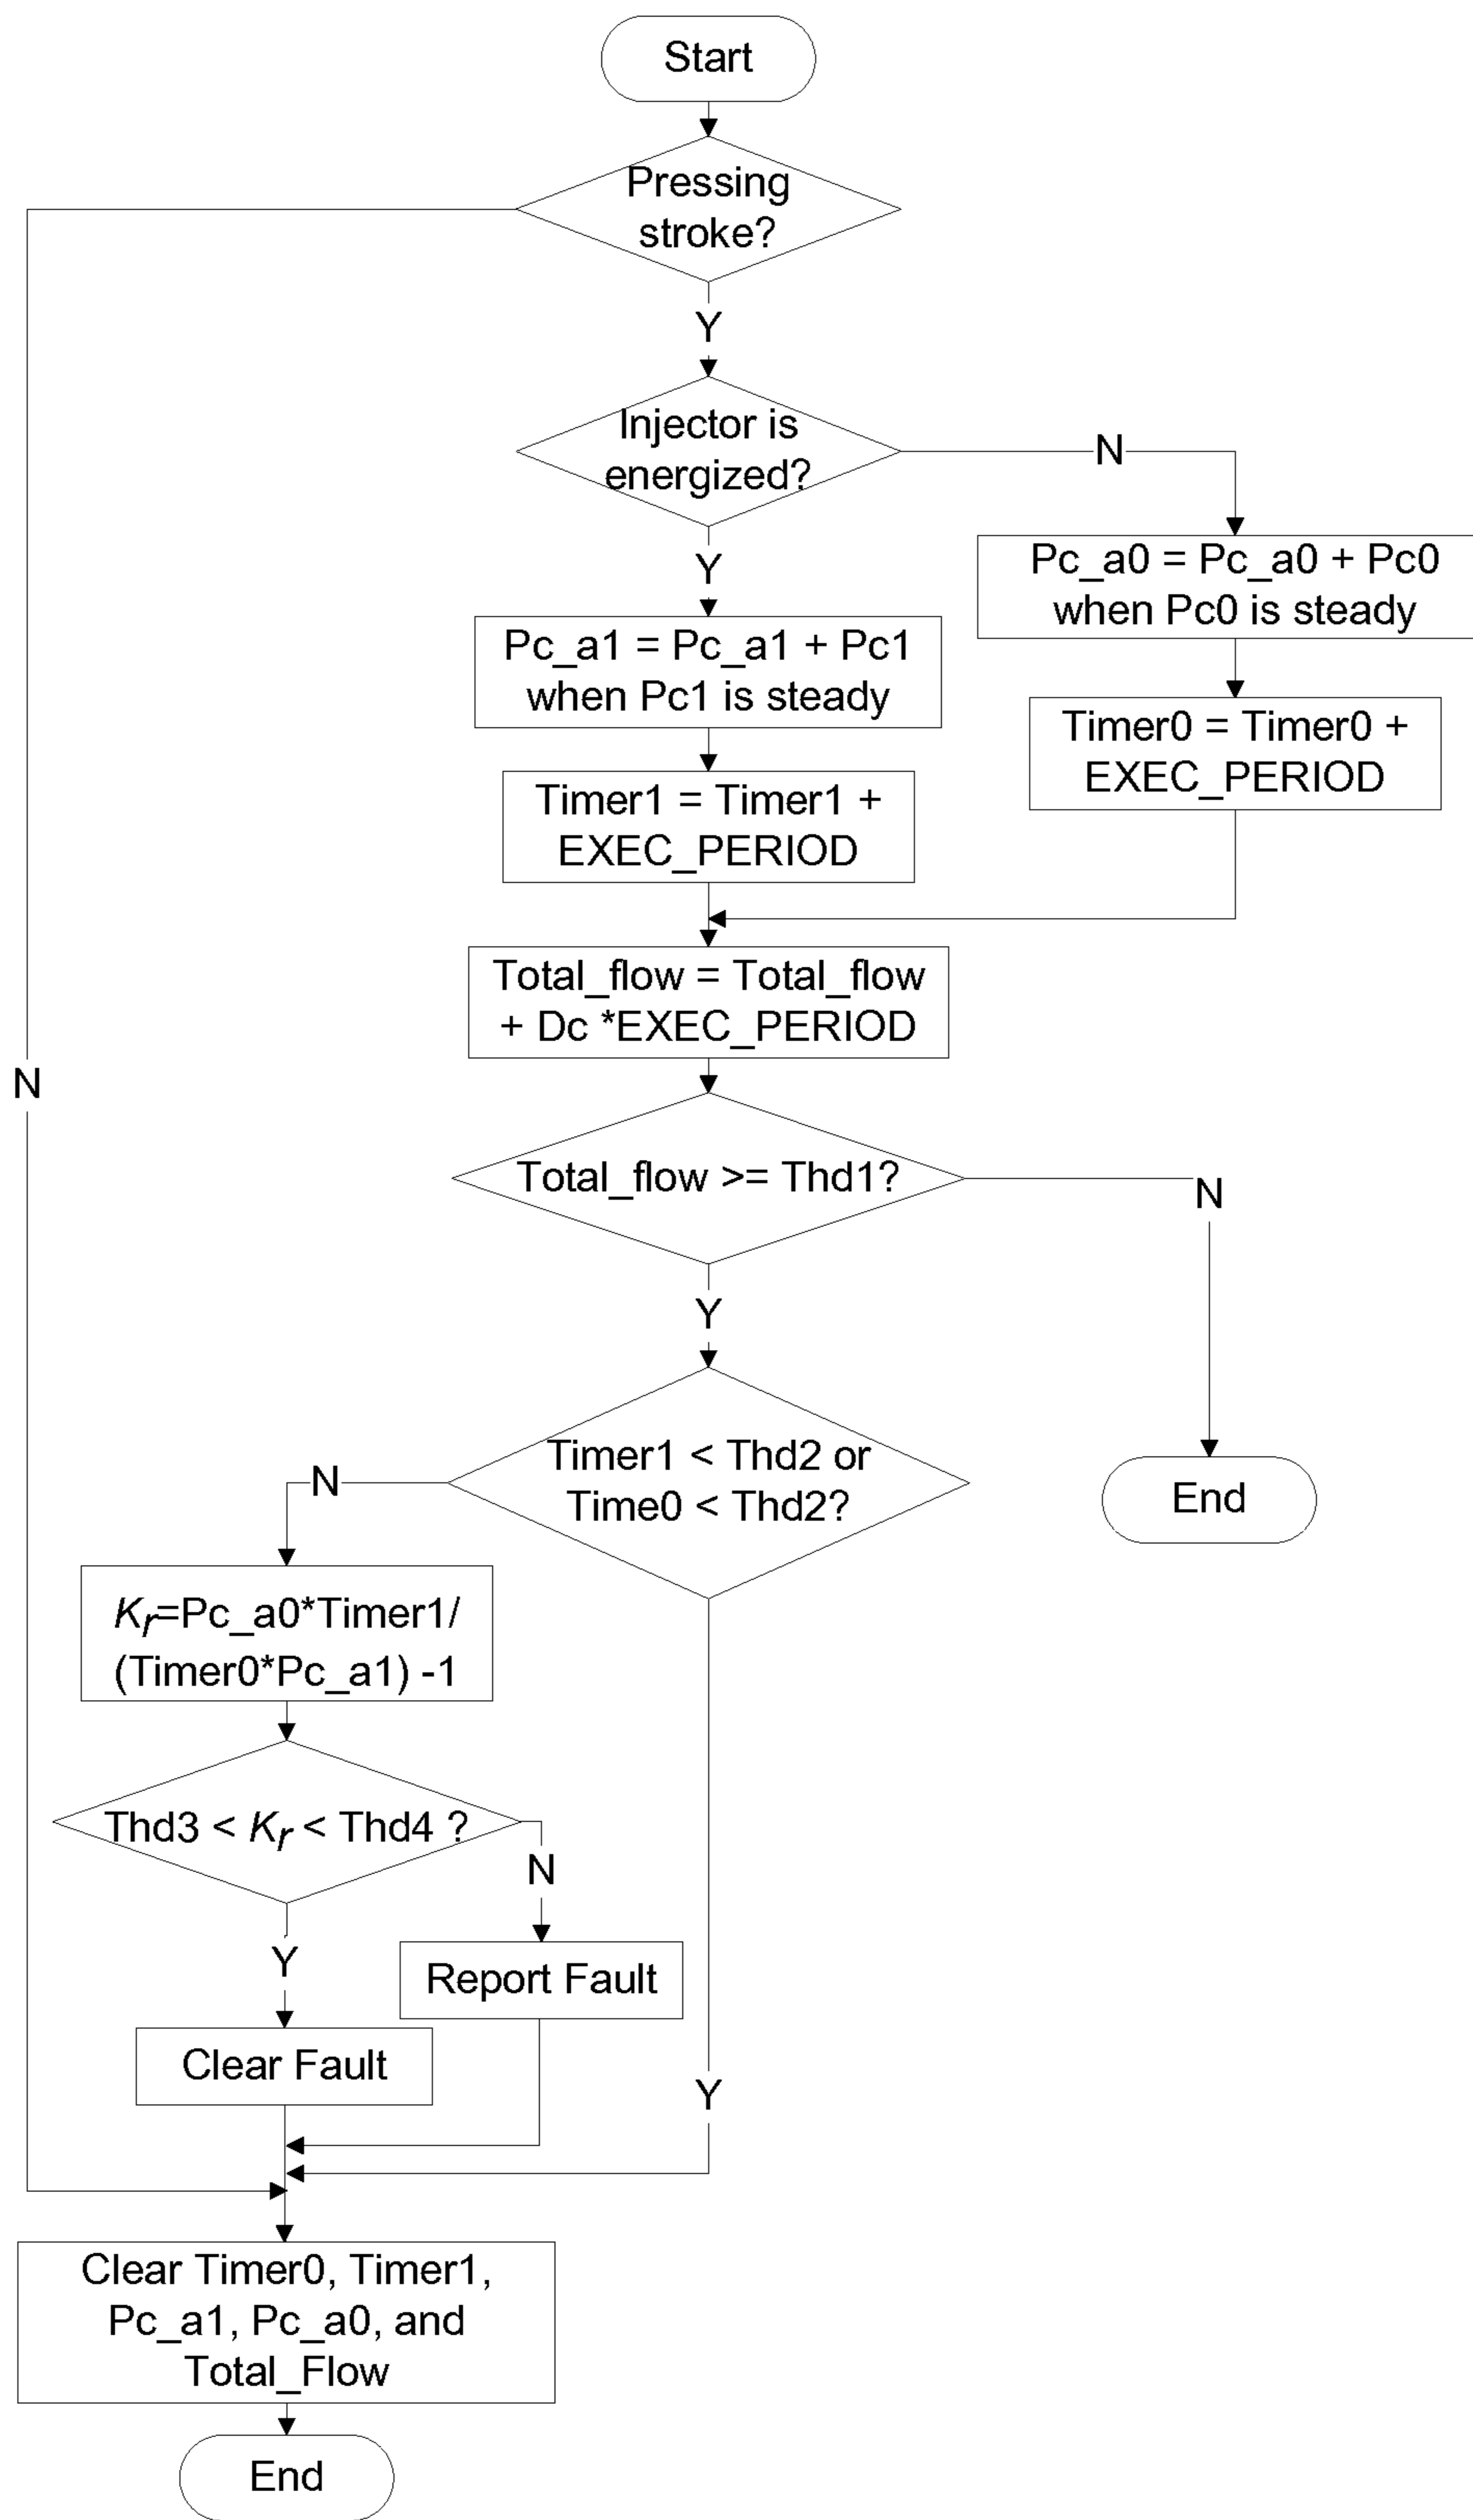 Start
Pressing
stroke?
Y
Injector is
energized?
N
Y
Pc_a0 = Pc_a0 + Pc0
when Pc0 is steady
Pc_a1 = Pc_a1 + Pc1
when Pc1 is steady
Timer0 = Timer0 +
EXEC_PERIOD
Timer1 = Timer1 +
EXEC_PERIOD
Total_flow = Total_flow
+ Dc *EXEC_PERIOD
N
Total_flow >= Thd1?
N
Y
Timer1 < Thd2 or
Time0 < Thd2?
N
End
Kr=Pc_a0*Timer1/
(Timer0*Pc_a1) -1
Thd3 < Kr < Thd4 ?
N
Y
Report Fault
Clear Fault
Y
Clear Timer0, Timer1,
Pc_a1, Pc_a0, and
Total_Flow
End